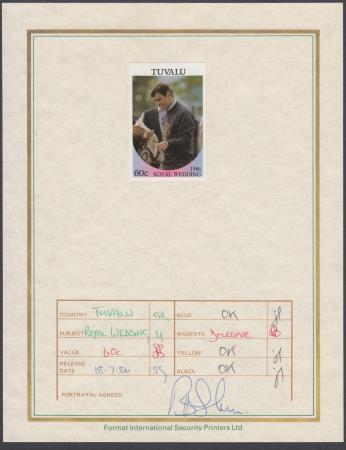 TUVALU
60c
1986
ROYAL WEDDING
COUNTRY TUVALU
BLUE OK
SUBJECT ROYAL WEDDING
MAGENTA DECREASE
VALUE 60c
YELLOW OK
RELEASE DATE 18·7·86
BLACK OK
PORTRAYAL AGREED
Format International Security Printers Ltd.